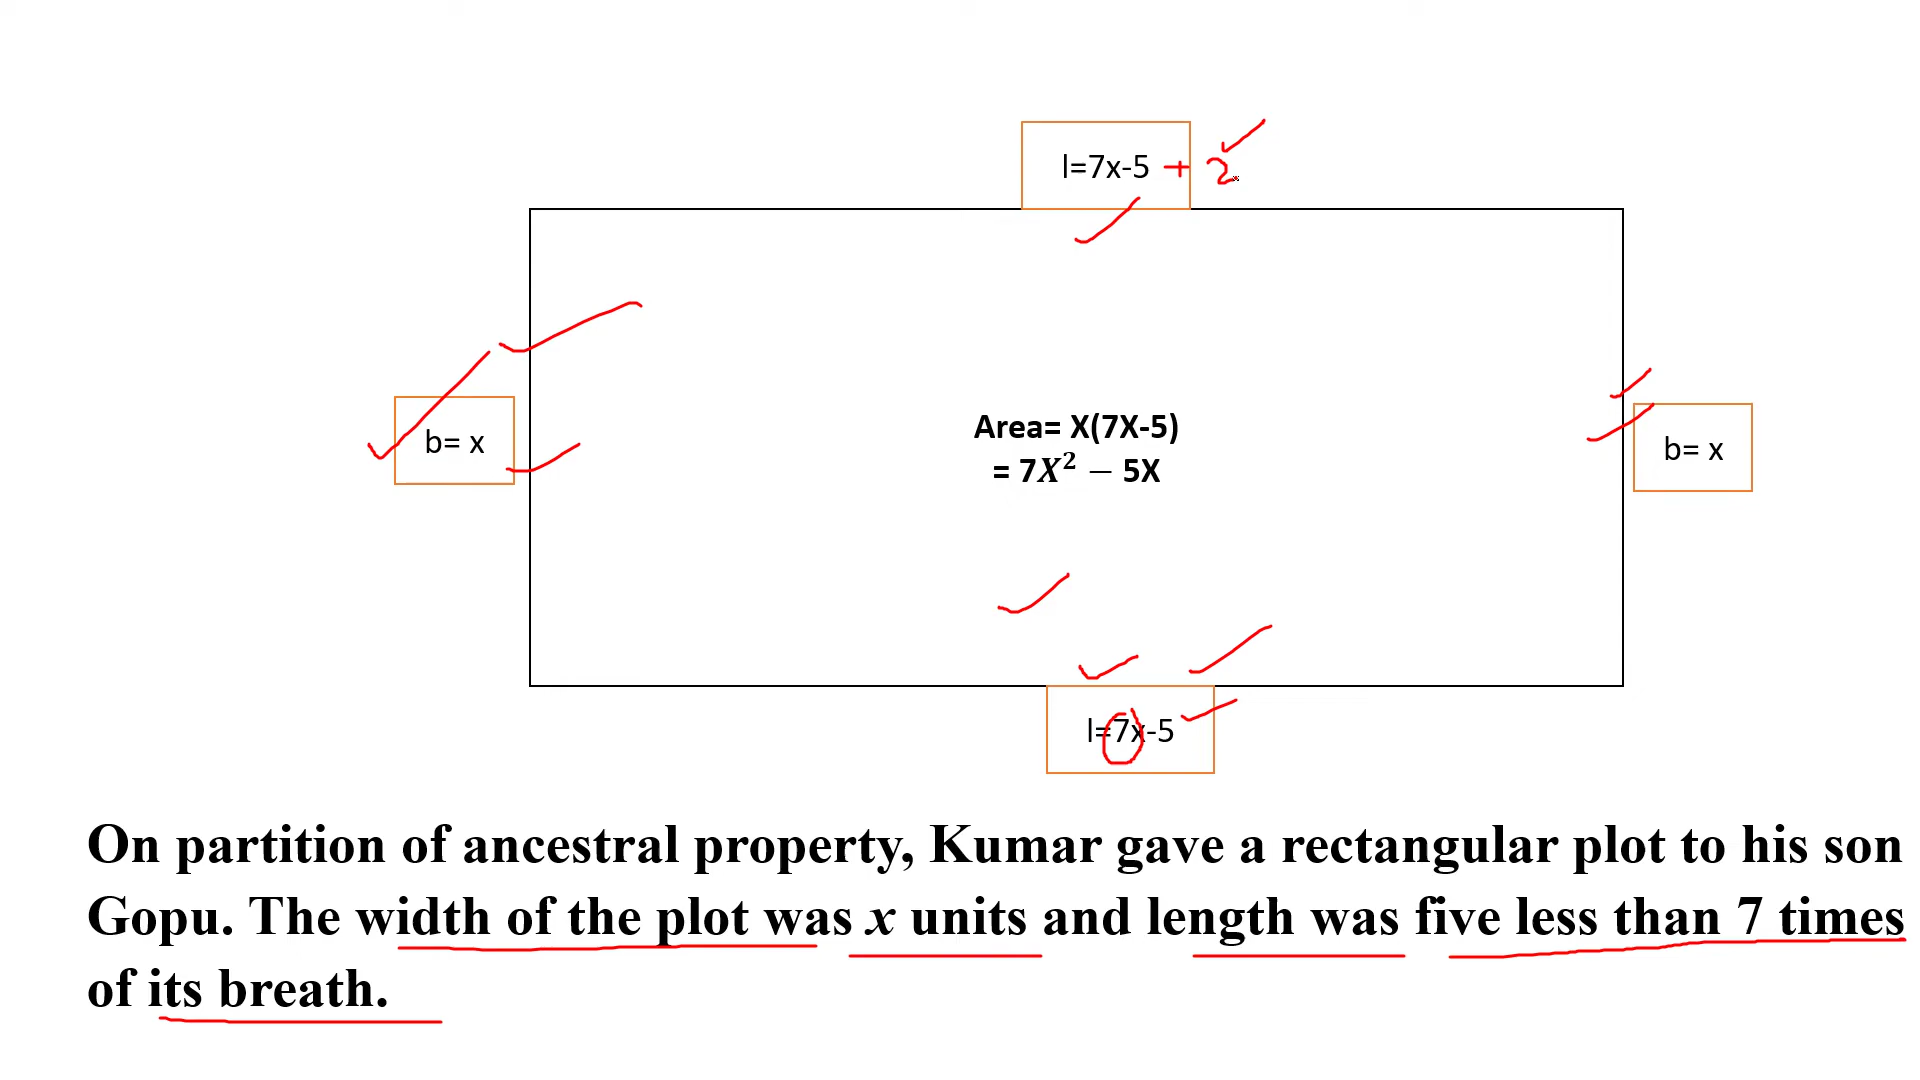 l=7x-5 + 2
b= x
Area= X(7X-5)
= 7X² − 5X
b= x
l=7x-5
On partition of ancestral property, Kumar gave a rectangular plot to his son
Gopu. The width of the plot was x units and length was five less than 7 times
of its breath.